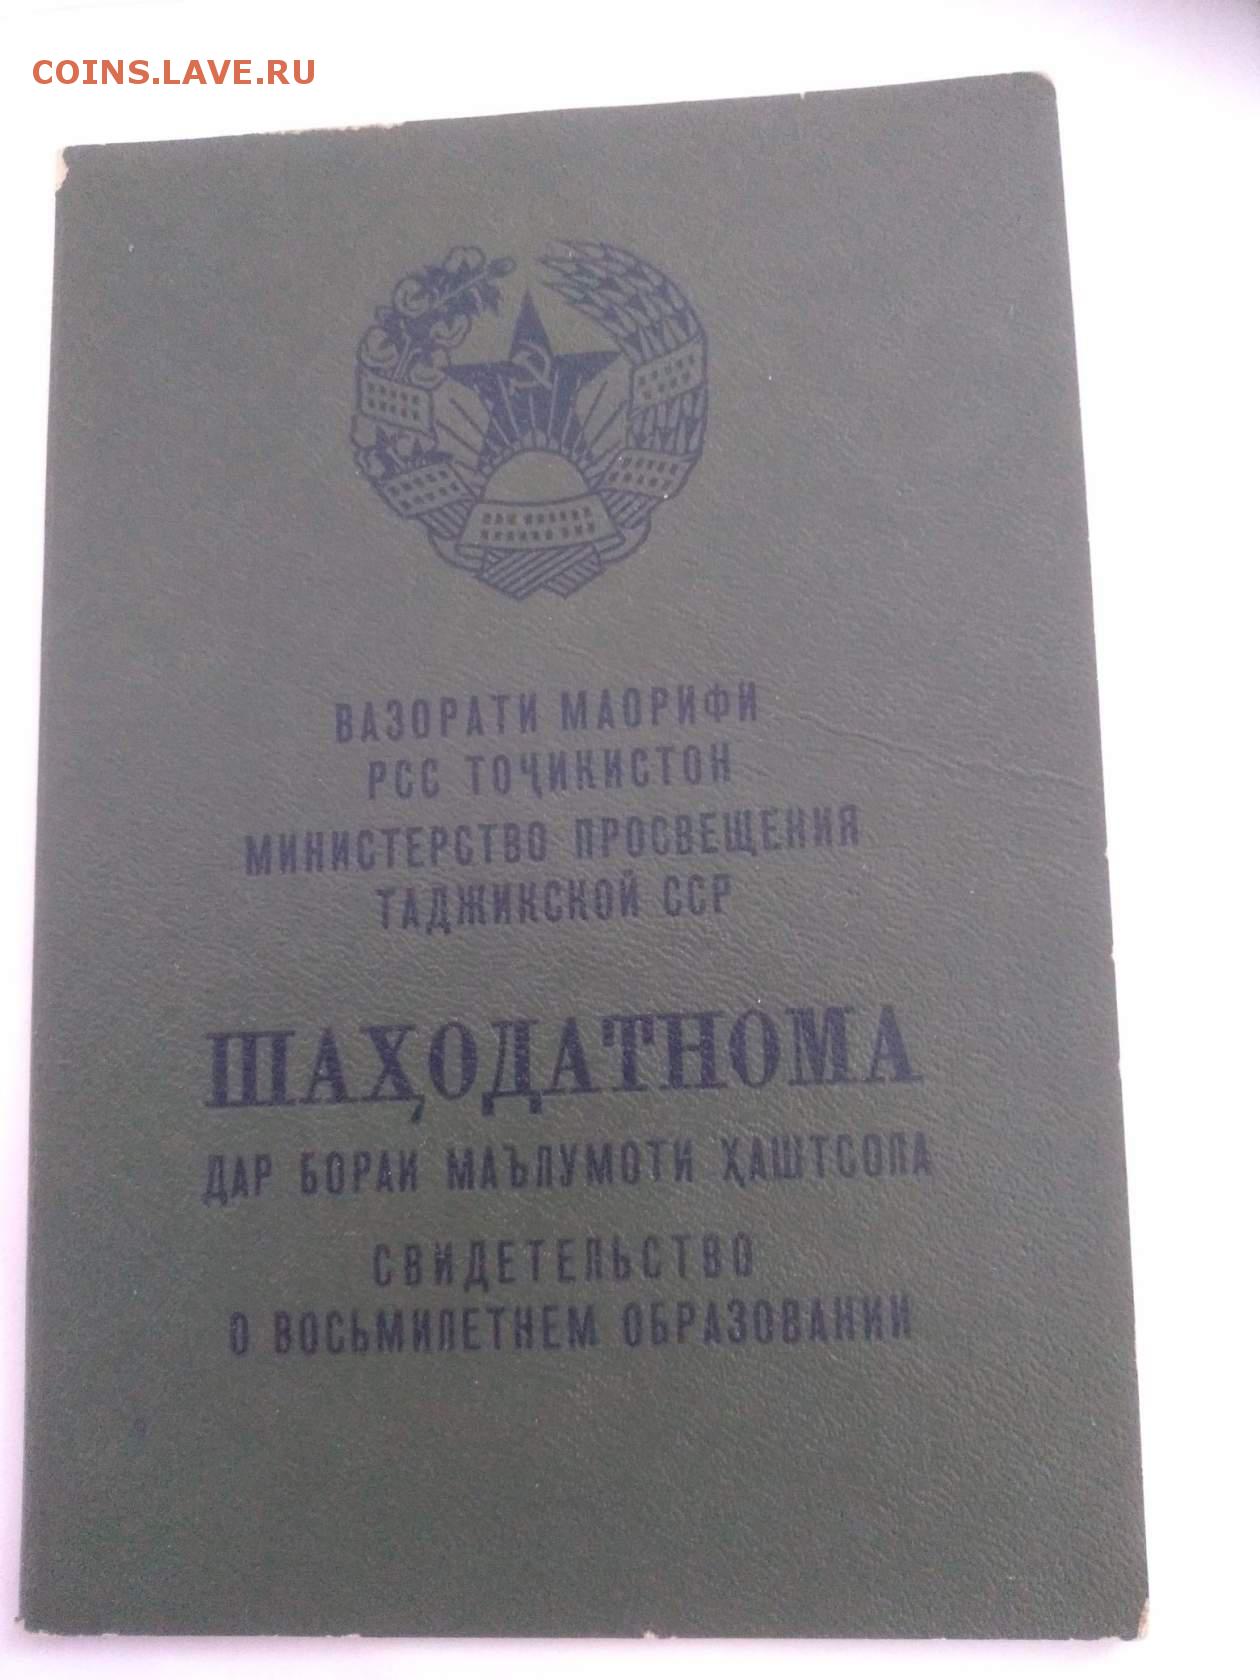 COINS.LAVE.RU
ВАЗОРАТИ МАОРИФИ
РСС ТОҶИКИСТОН
МИНИСТЕРСТВО ПРОСВЕЩЕНИЯ
ТАДЖИКСКОЙ ССР
ШАҲОДАТНОМА
ДАР БОРАИ МАЪЛУМОТИ ҲАШТСОЛА
СВИДЕТЕЛЬСТВО
О ВОСЬМИЛЕТНЕМ ОБРАЗОВАНИИ